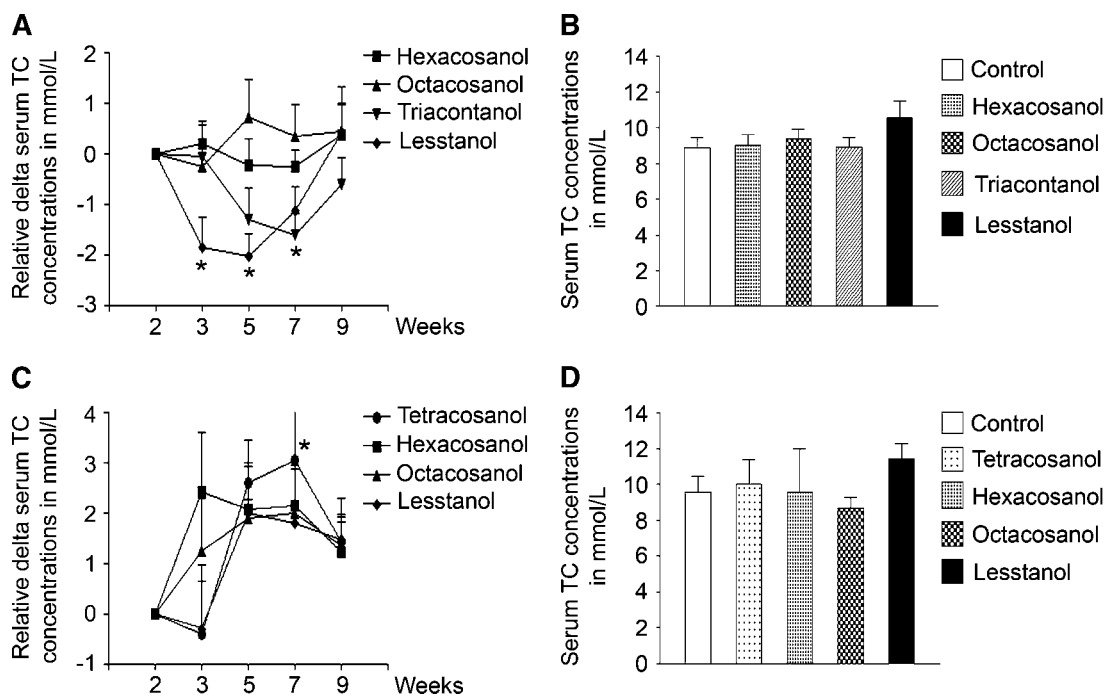 A
Relative delta serum TC
concentrations in mmol/L
2
1
0
-1
-2
-3
*
*
*
2 3 5 7 9 Weeks
Hexacosanol
Octacosanol
Triacontanol
Lesstanol
B
Serum TC concentrations
in mmol/L
14
12
10
8
6
4
2
0
Control
Hexacosanol
Octacosanol
Triacontanol
Lesstanol
C
Relative delta serum TC
concentrations in mmol/L
4
3
2
1
0
-1
*
2 3 5 7 9 Weeks
Tetracosanol
Hexacosanol
Octacosanol
Lesstanol
D
Serum TC concentrations
in mmol/L
14
12
10
8
6
4
2
0
Control
Tetracosanol
Hexacosanol
Octacosanol
Lesstanol